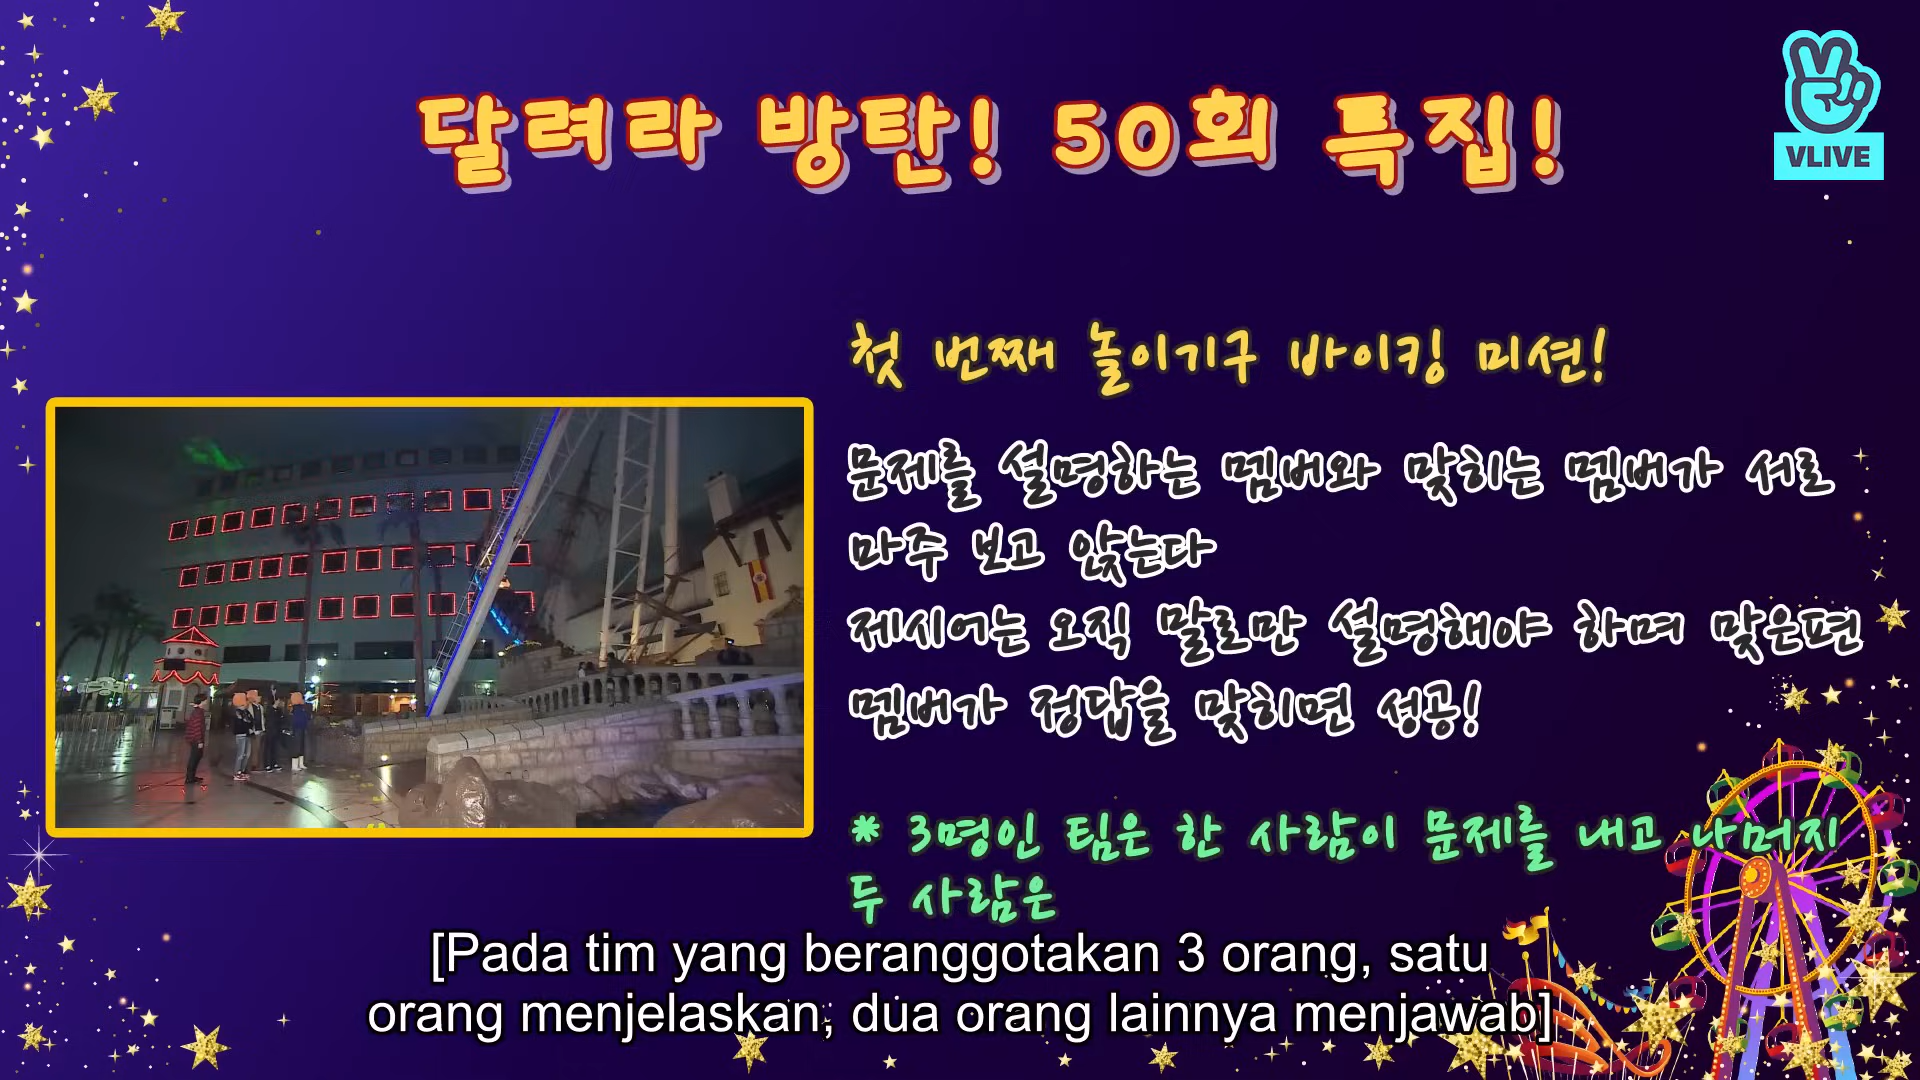 달려라 방탄! 50회 특집!
VLIVE
첫 번째 놀이기구 바이킹 미션!
문제를 설명하는 멤버와 맞히는 멤버가 서로
마주 보고 앉는다
제시어는 오직 말로만 설명해야 하며 맞은편
멤버가 정답을 맞히면 성공!
* 3명인 팀은 한 사람이 문제를 내고 나머지
두 사람은
[Pada tim yang beranggotakan 3 orang, satu
orang menjelaskan, dua orang lainnya menjawab]